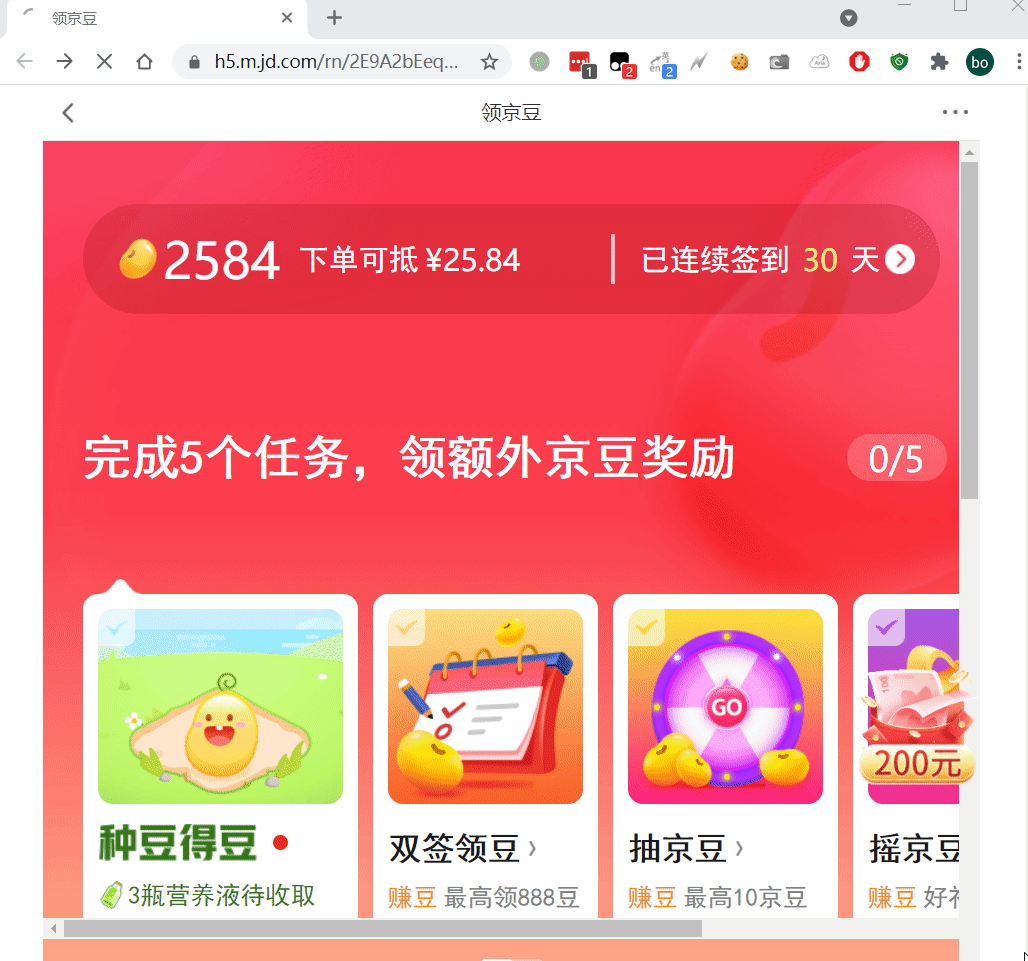 领京豆
h5.m.jd.com/rn/2E9A2bEeq...
1
2
en
2
bo
领京豆
2584 下单可抵 ¥25.84 已连续签到 30 天
完成5个任务，领额外京豆奖励 0/5
GO
100
200元
种豆得豆
双签领豆
抽京豆
摇京豆
3瓶营养液待收取
赚豆 最高领888豆
赚豆 最高10京豆
赚豆 好礼